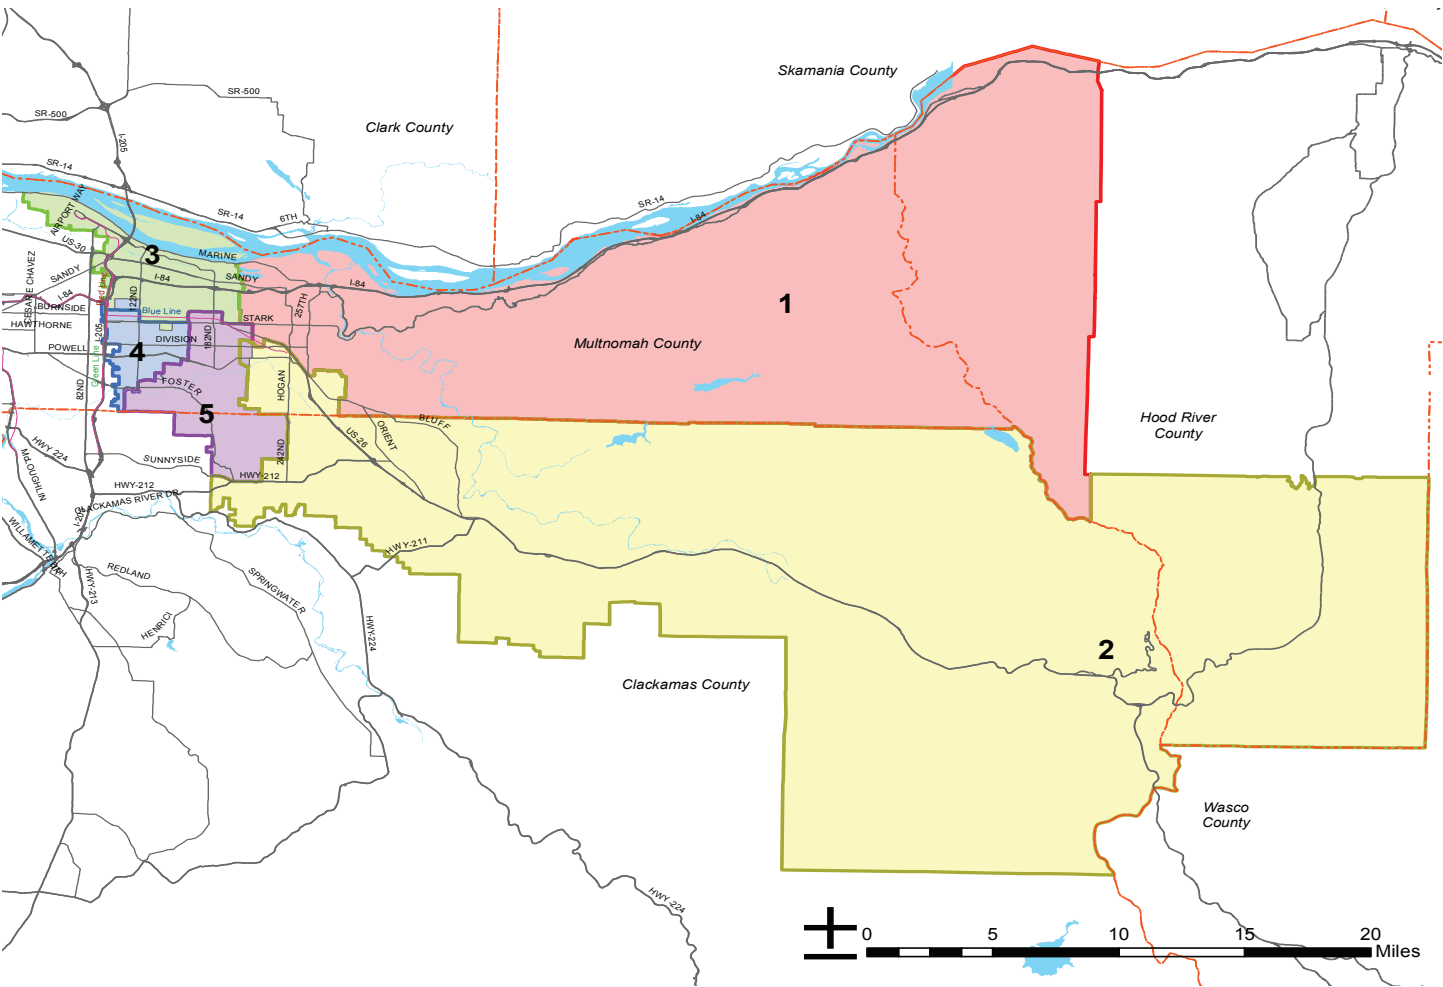 Skamania County
SR-500
SR-500
Clark County
I-205
SR-14
SR-14
SR-14
6TH
AIRPORT WAY
US-30
MARINE
3
I-84
SANDY
SANDY
I-84
I-84
I-84
CESAR E CHAVEZ
Red Line
122ND
257TH
1
BURNSIDE
Blue Line
STARK
HAWTHORNE
I-205
182ND
DIVISION
Multnomah County
POWELL
4
Green Line
82ND
FOSTER
HOGAN
5
BLUFF
ORIENT
US-26
242ND
Hood River
County
HWY 224
SUNNYSIDE
HWY-212
HWY-212
MCLOUGHLIN
CLACKAMAS RIVER DR
I-205
HWY-211
REDLAND
HWY-213
SPRINGWATER
HENRICI
HWY-224
2
Clackamas County
Wasco
County
HWY-224
0 5 10 15 20
Miles